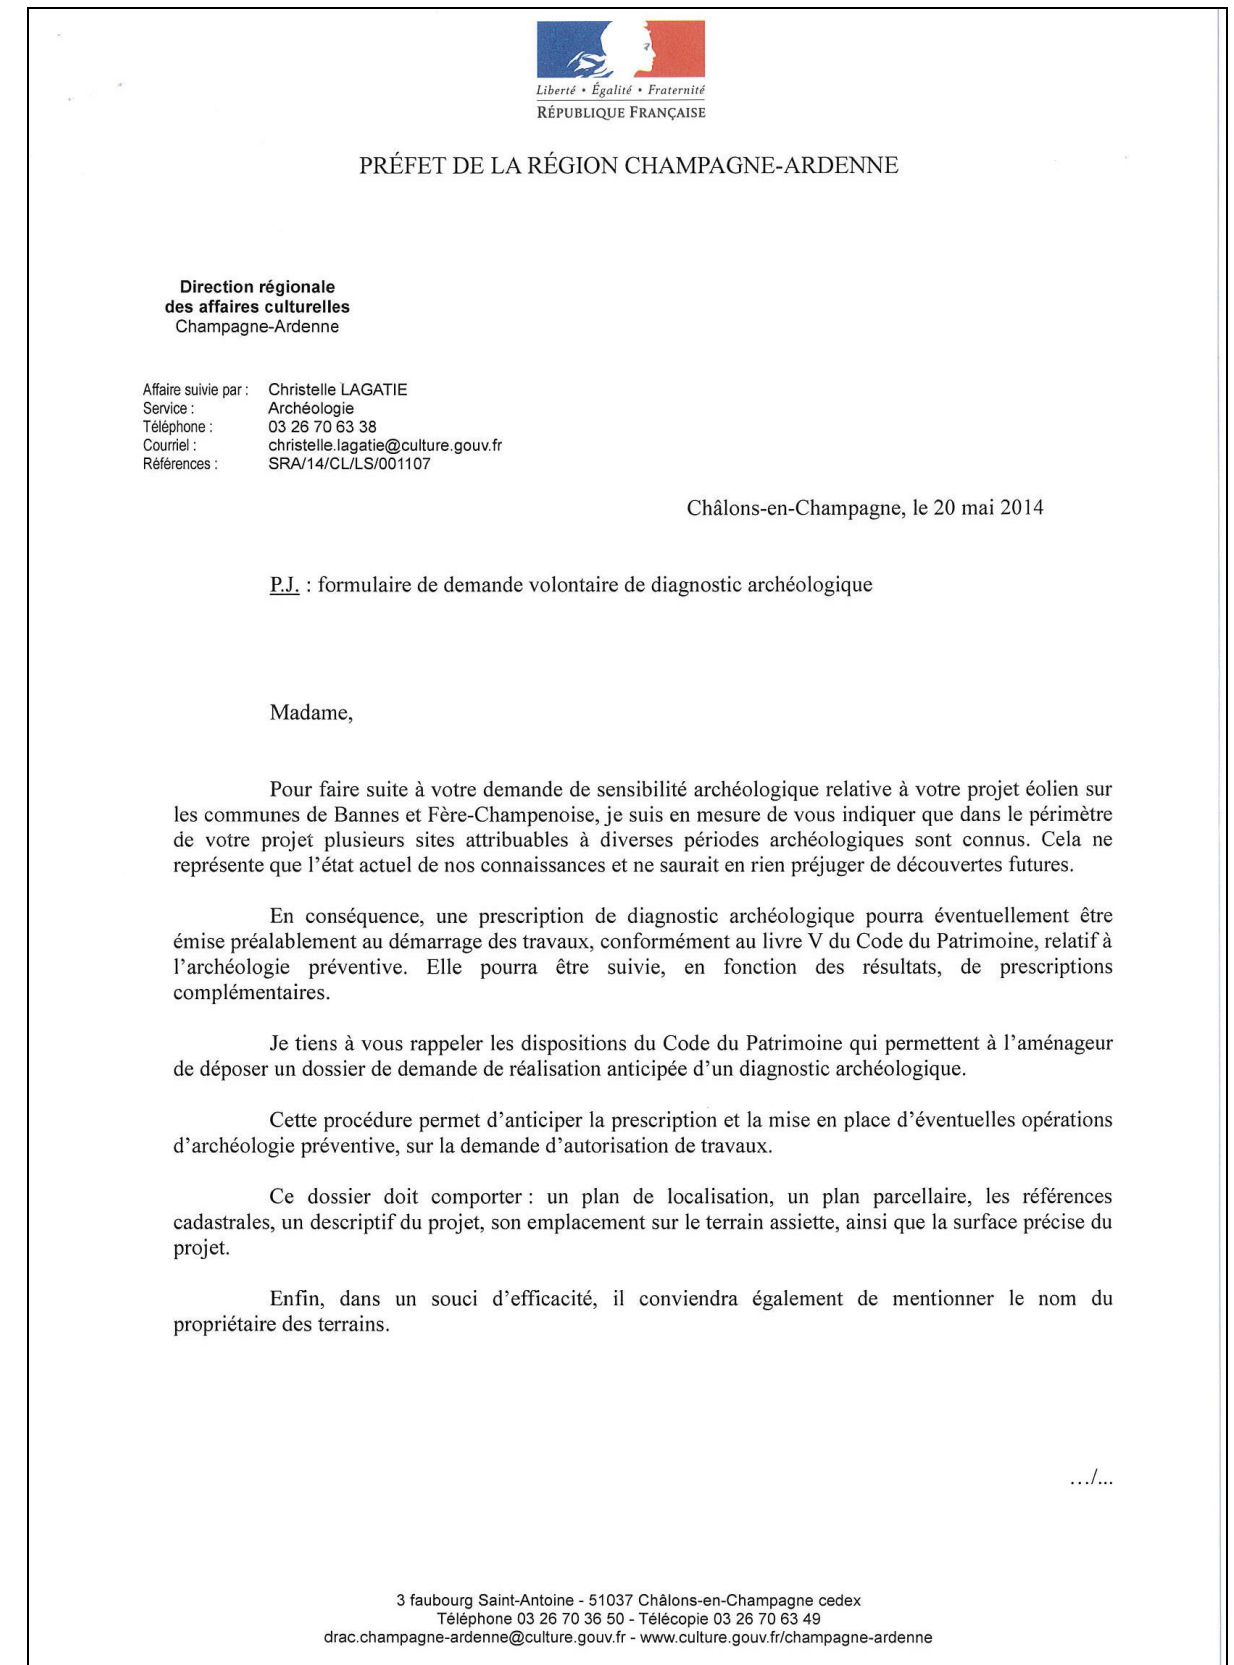 Liberté • Égalité • Fraternité
RÉPUBLIQUE FRANÇAISE
PRÉFET DE LA RÉGION CHAMPAGNE-ARDENNE
Direction régionale
des affaires culturelles
Champagne-Ardenne
Affaire suivie par : Christelle LAGATIE
Service : Archéologie
Téléphone : 03 26 70 63 38
Courriel : christelle.lagatie@culture.gouv.fr
Références : SRA/14/CL/LS/001107
Châlons-en-Champagne, le 20 mai 2014
P.J. : formulaire de demande volontaire de diagnostic archéologique
Madame,
Pour faire suite à votre demande de sensibilité archéologique relative à votre projet éolien sur
les communes de Bannes et Fère-Champenoise, je suis en mesure de vous indiquer que dans le périmètre
de votre projet plusieurs sites attribuables à diverses périodes archéologiques sont connus. Cela ne
représente que l'état actuel de nos connaissances et ne saurait en rien préjuger de découvertes futures.
En conséquence, une prescription de diagnostic archéologique pourra éventuellement être
émise préalablement au démarrage des travaux, conformément au livre V du Code du Patrimoine, relatif à
l'archéologie préventive. Elle pourra être suivie, en fonction des résultats, de prescriptions
complémentaires.
Je tiens à vous rappeler les dispositions du Code du Patrimoine qui permettent à l'aménageur
de déposer un dossier de demande de réalisation anticipée d'un diagnostic archéologique.
Cette procédure permet d'anticiper la prescription et la mise en place d'éventuelles opérations
d'archéologie préventive, sur la demande d'autorisation de travaux.
Ce dossier doit comporter : un plan de localisation, un plan parcellaire, les références
cadastrales, un descriptif du projet, son emplacement sur le terrain assiette, ainsi que la surface précise du
projet.
Enfin, dans un souci d'efficacité, il conviendra également de mentionner le nom du
propriétaire des terrains.
.../...
3 faubourg Saint-Antoine - 51037 Châlons-en-Champagne cedex
Téléphone 03 26 70 36 50 - Télécopie 03 26 70 63 49
drac.champagne-ardenne@culture.gouv.fr - www.culture.gouv.fr/champagne-ardenne